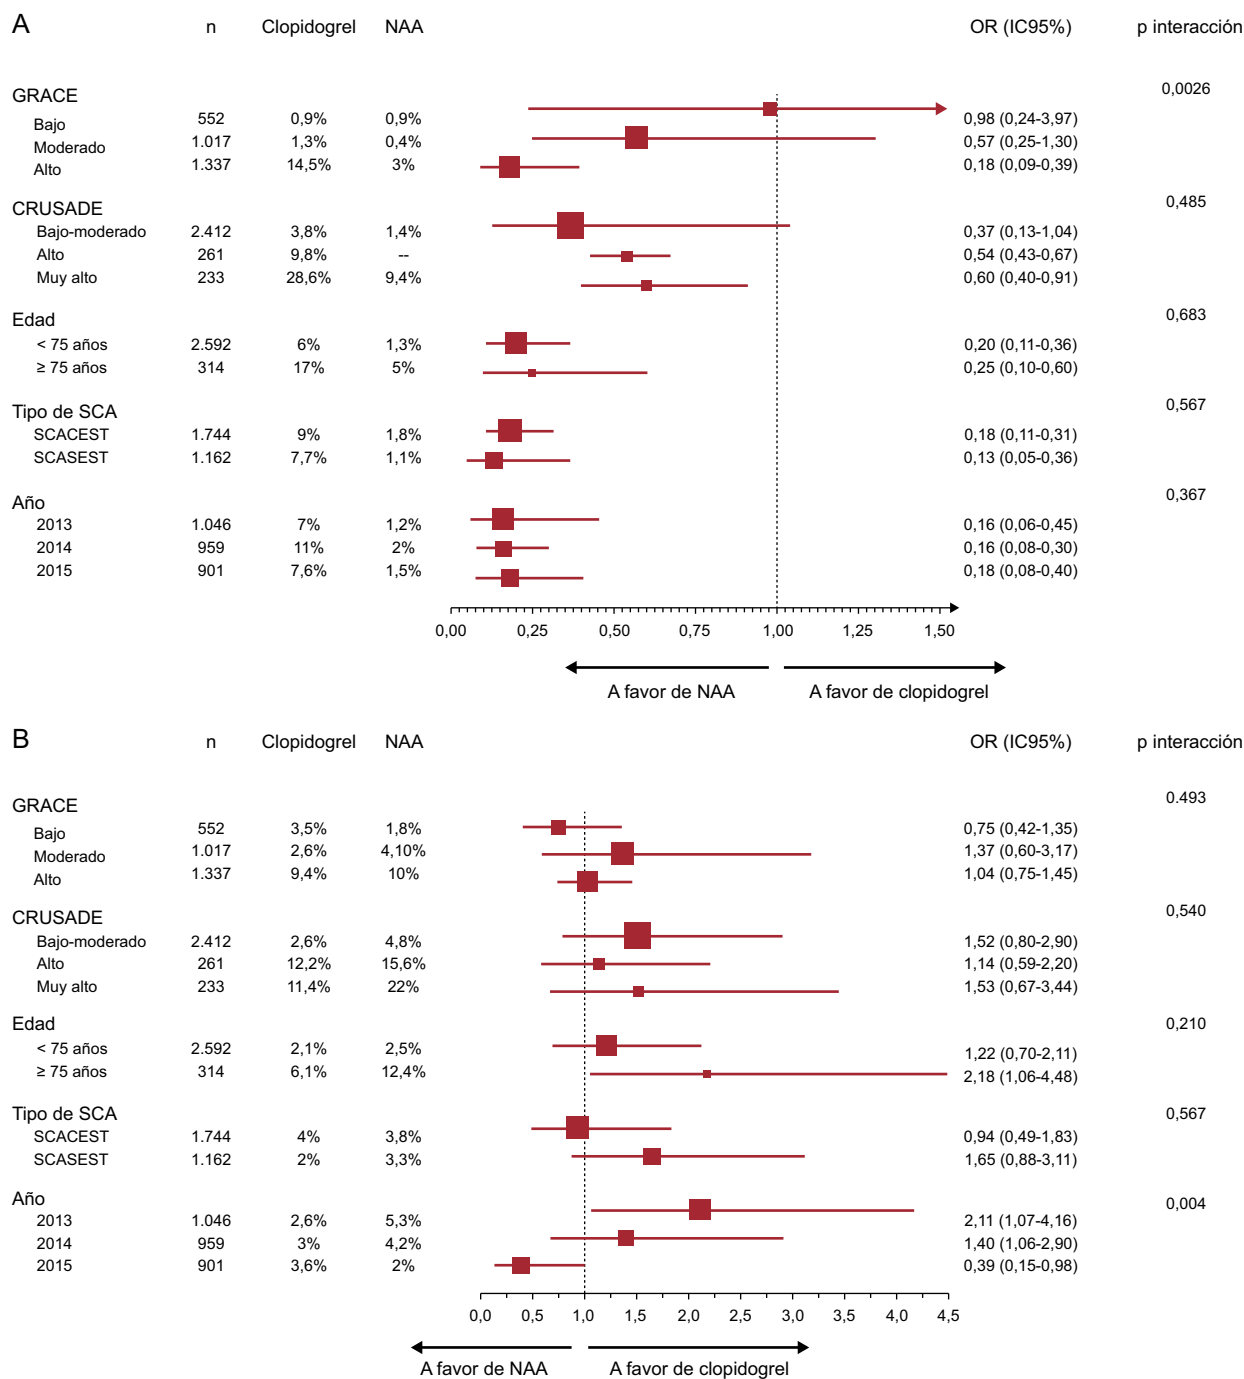 A n Clopidogrel NAA OR (IC95%) p interacción
GRACE 0,0026
Bajo 552 0,9% 0,9% 0,98 (0,24-3,97)
Moderado 1.017 1,3% 0,4% 0,57 (0,25-1,30)
Alto 1.337 14,5% 3% 0,18 (0,09-0,39)
CRUSADE 0,485
Bajo-moderado 2.412 3,8% 1,4% 0,37 (0,13-1,04)
Alto 261 9,8% -- 0,54 (0,43-0,67)
Muy alto 233 28,6% 9,4% 0,60 (0,40-0,91)
Edad 0,683
< 75 años 2.592 6% 1,3% 0,20 (0,11-0,36)
≥ 75 años 314 17% 5% 0,25 (0,10-0,60)
Tipo de SCA 0,567
SCACEST 1.744 9% 1,8% 0,18 (0,11-0,31)
SCASEST 1.162 7,7% 1,1% 0,13 (0,05-0,36)
Año 0,367
2013 1.046 7% 1,2% 0,16 (0,06-0,45)
2014 959 11% 2% 0,16 (0,08-0,30)
2015 901 7,6% 1,5% 0,18 (0,08-0,40)
0,00 0,25 0,50 0,75 1,00 1,25 1,50
A favor de NAA A favor de clopidogrel
B n Clopidogrel NAA OR (IC95%) p interacción
GRACE 0.493
Bajo 552 3,5% 1,8% 0,75 (0,42-1,35)
Moderado 1.017 2,6% 4,10% 1,37 (0,60-3,17)
Alto 1.337 9,4% 10% 1,04 (0,75-1,45)
CRUSADE 0,540
Bajo-moderado 2.412 2,6% 4,8% 1,52 (0,80-2,90)
Alto 261 12,2% 15,6% 1,14 (0,59-2,20)
Muy alto 233 11,4% 22% 1,53 (0,67-3,44)
Edad 0,210
< 75 años 2.592 2,1% 2,5% 1,22 (0,70-2,11)
≥ 75 años 314 6,1% 12,4% 2,18 (1,06-4,48)
Tipo de SCA 0,567
SCACEST 1.744 4% 3,8% 0,94 (0,49-1,83)
SCASEST 1.162 2% 3,3% 1,65 (0,88-3,11)
Año 0,004
2013 1.046 2,6% 5,3% 2,11 (1,07-4,16)
2014 959 3% 4,2% 1,40 (1,06-2,90)
2015 901 3,6% 2% 0,39 (0,15-0,98)
0,0 0,5 1,0 1,5 2,0 2,5 3,0 3,5 4,0 4,5
A favor de NAA A favor de clopidogrel